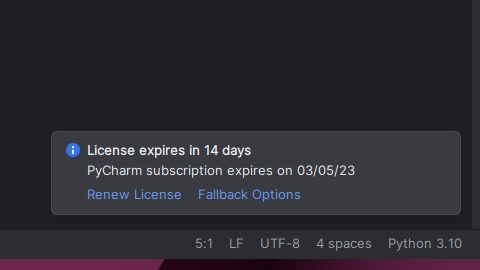 License expires in 14 days
PyCharm subscription expires on 03/05/23
Renew License Fallback Options
5:1 LF UTF-8 4 spaces Python 3.10